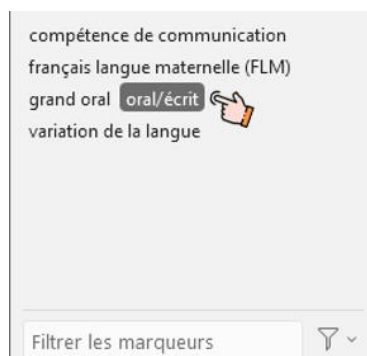 compétence de communication
français langue maternelle (FLM)
grand oral oral/écrit
variation de la langue
Filtrer les marqueurs